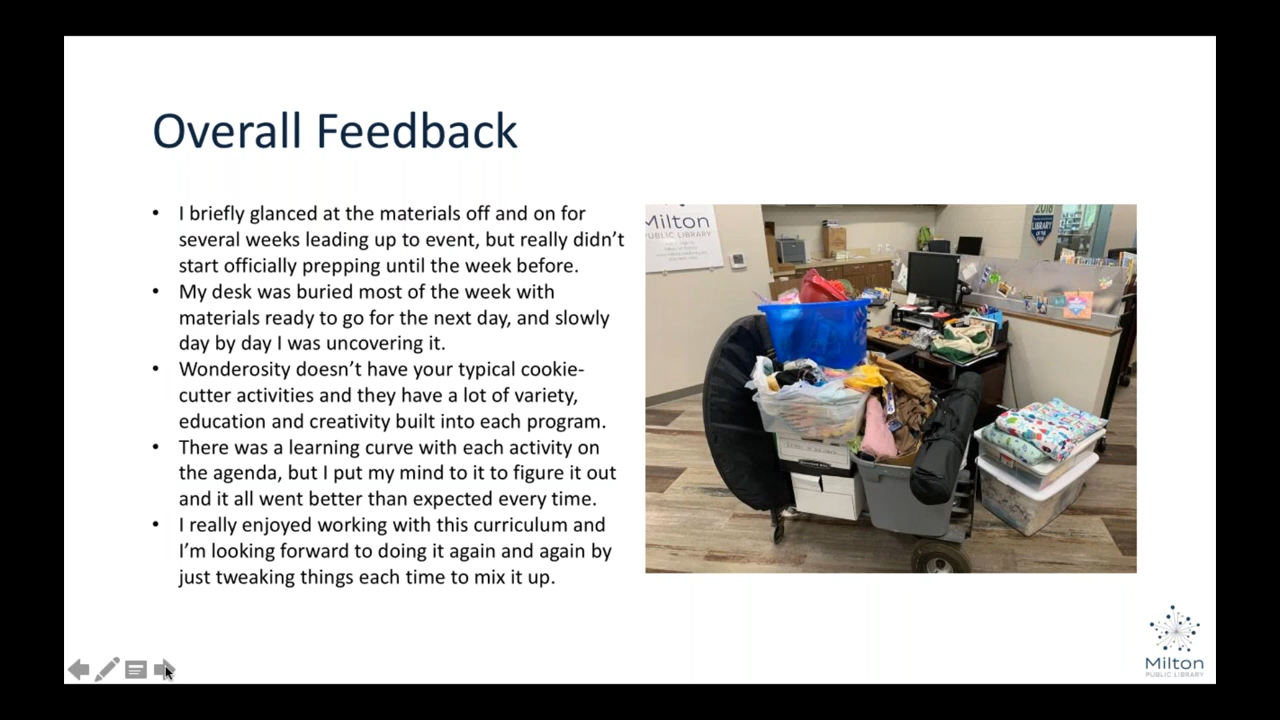 Overall Feedback
• I briefly glanced at the materials off and on for
several weeks leading up to event, but really didn’t
start officially prepping until the week before.
• My desk was buried most of the week with
materials ready to go for the next day, and slowly
day by day I was uncovering it.
• Wonderosity doesn’t have your typical cookie-
cutter activities and they have a lot of variety,
education and creativity built into each program.
• There was a learning curve with each activity on
the agenda, but I put my mind to it to figure it out
and it all went better than expected every time.
• I really enjoyed working with this curriculum and
I’m looking forward to doing it again and again by
just tweaking things each time to mix it up.
Milton
PUBLIC LIBRARY
2018
LIBRARY
Milton
PUBLIC LIBRARY